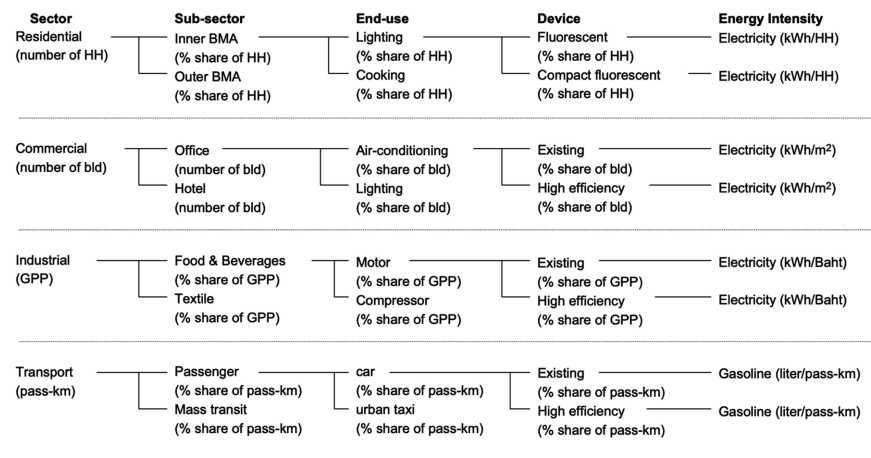 Sector Sub-sector End-use Device Energy Intensity
Residential Inner BMA Lighting Fluorescent Electricity (kWh/HH)
(number of HH) (% share of HH) (% share of HH) (% share of HH)
Outer BMA Cooking Compact fluorescent Electricity (kWh/HH)
(% share of HH) (% share of HH) (% share of HH)
Commercial Office Air-conditioning Existing Electricity (kWh/m²)
(number of bld) (number of bld) (% share of bld) (% share of bld)
Hotel Lighting High efficiency Electricity (kWh/m²)
(number of bld) (% share of bld) (% share of bld)
Industrial Food & Beverages Motor Existing Electricity (kWh/Baht)
(GPP) (% share of GPP) (% share of GPP) (% share of GPP)
Textile Compressor High efficiency Electricity (kWh/Baht)
(% share of GPP) (% share of GPP) (% share of GPP)
Transport Passenger car Existing Gasoline (liter/pass-km)
(pass-km) (% share of pass-km) (% share of pass-km) (% share of pass-km)
Mass transit urban taxi High efficiency Gasoline (liter/pass-km)
(% share of pass-km) (% share of pass-km) (% share of pass-km)